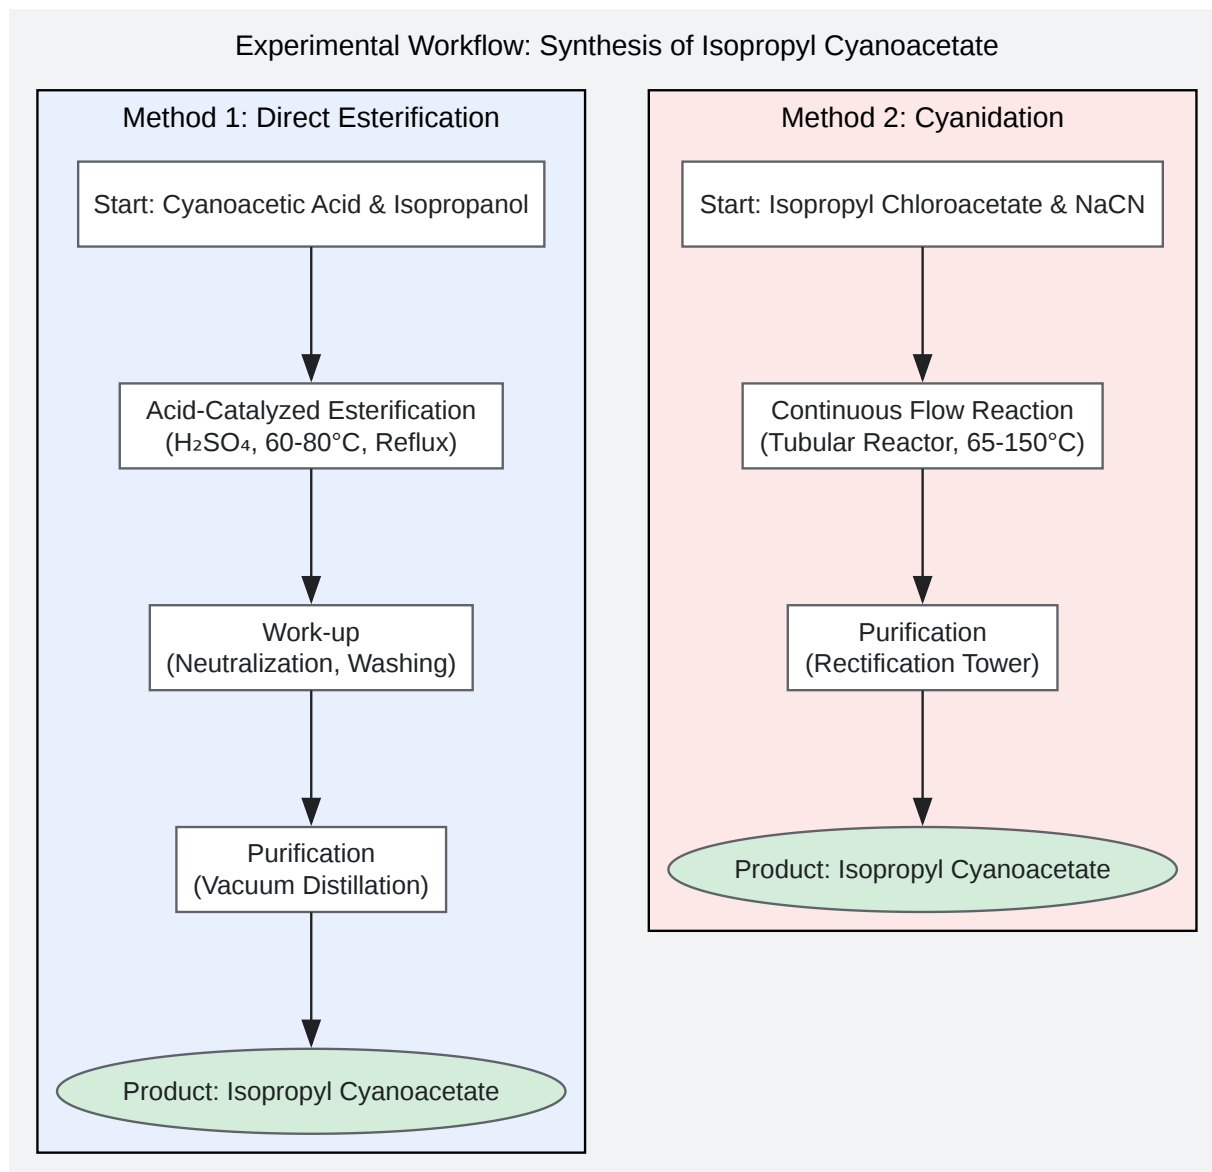 Experimental Workflow: Synthesis of Isopropyl Cyanoacetate
Method 1: Direct Esterification
Start: Cyanoacetic Acid & Isopropanol
Acid-Catalyzed Esterification
(H₂SO₄, 60-80°C, Reflux)
Work-up
(Neutralization, Washing)
Purification
(Vacuum Distillation)
Product: Isopropyl Cyanoacetate
Method 2: Cyanidation
Start: Isopropyl Chloroacetate & NaCN
Continuous Flow Reaction
(Tubular Reactor, 65-150°C)
Purification
(Rectification Tower)
Product: Isopropyl Cyanoacetate